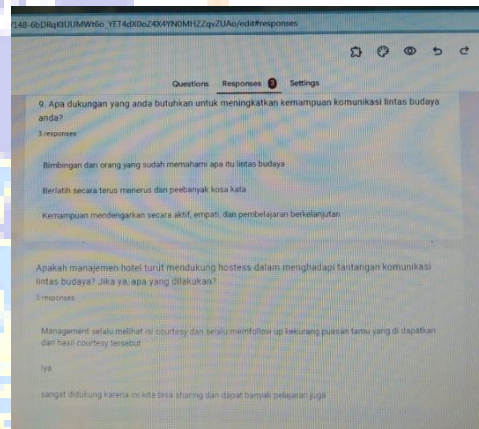 Questions Responses 3 Settings
9. Apa dukungan yang anda butuhkan untuk meningkatkan kemampuan komunikasi lintas budaya
anda?
3 responses
Bimbingan dari orang yang sudah memahami apa itu lintas budaya
Berlatih secara terus menerus dan peebanyak kosa kata
Kemampuan mendengarkan secara aktif, empati, dan pembelajaran berkelanjutan
Apakah manajemen hotel turut mendukung hostess dalam menghadapi tantangan komunikasi
lintas budaya? Jika ya, apa yang dilakukan?
3 responses
Management selalu melihat isi courtesy dan selalu memfollow up kekurang puasan tamu yang di dapatkan
dari hasil courtesy tersebut
iya
sangat didukung karena ini kita bisa sharing dan dapat banyak pelajaran juga